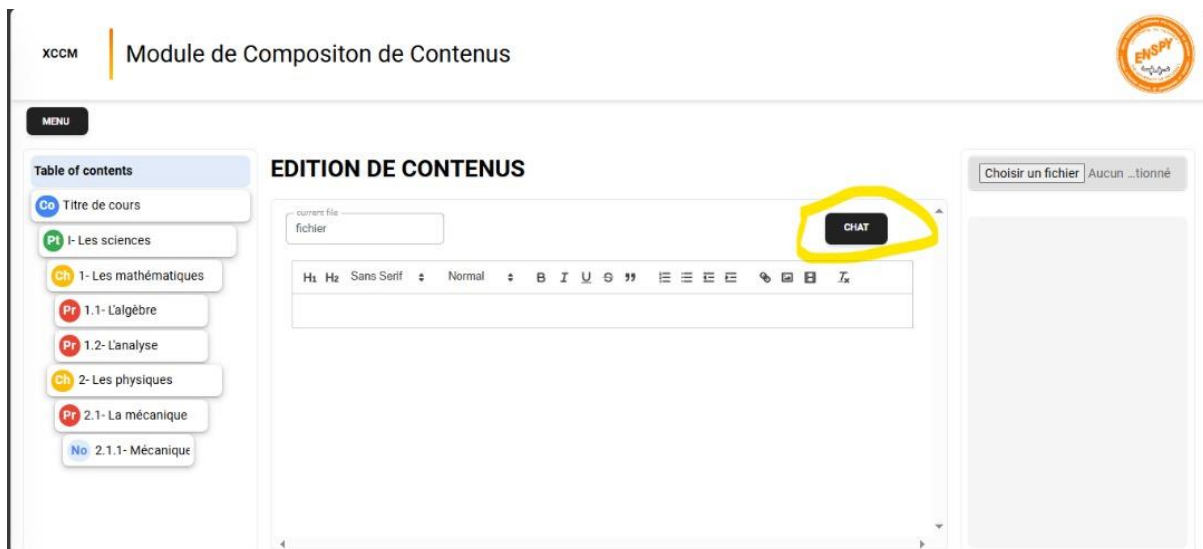 XCCM
Module de Compositon de Contenus
ENSPY
MENU
Table of contents
Co Titre de cours
Pt I- Les sciences
Ch 1- Les mathématiques
Pr 1.1- L'algèbre
Pr 1.2- L'analyse
Ch 2- Les physiques
Pr 2.1- La mécanique
No 2.1.1- Mécanique
EDITION DE CONTENUS
current file
fichier
CHAT
H1 H2 Sans Serif Normal B I U S
Choisir un fichier Aucun ...tionné